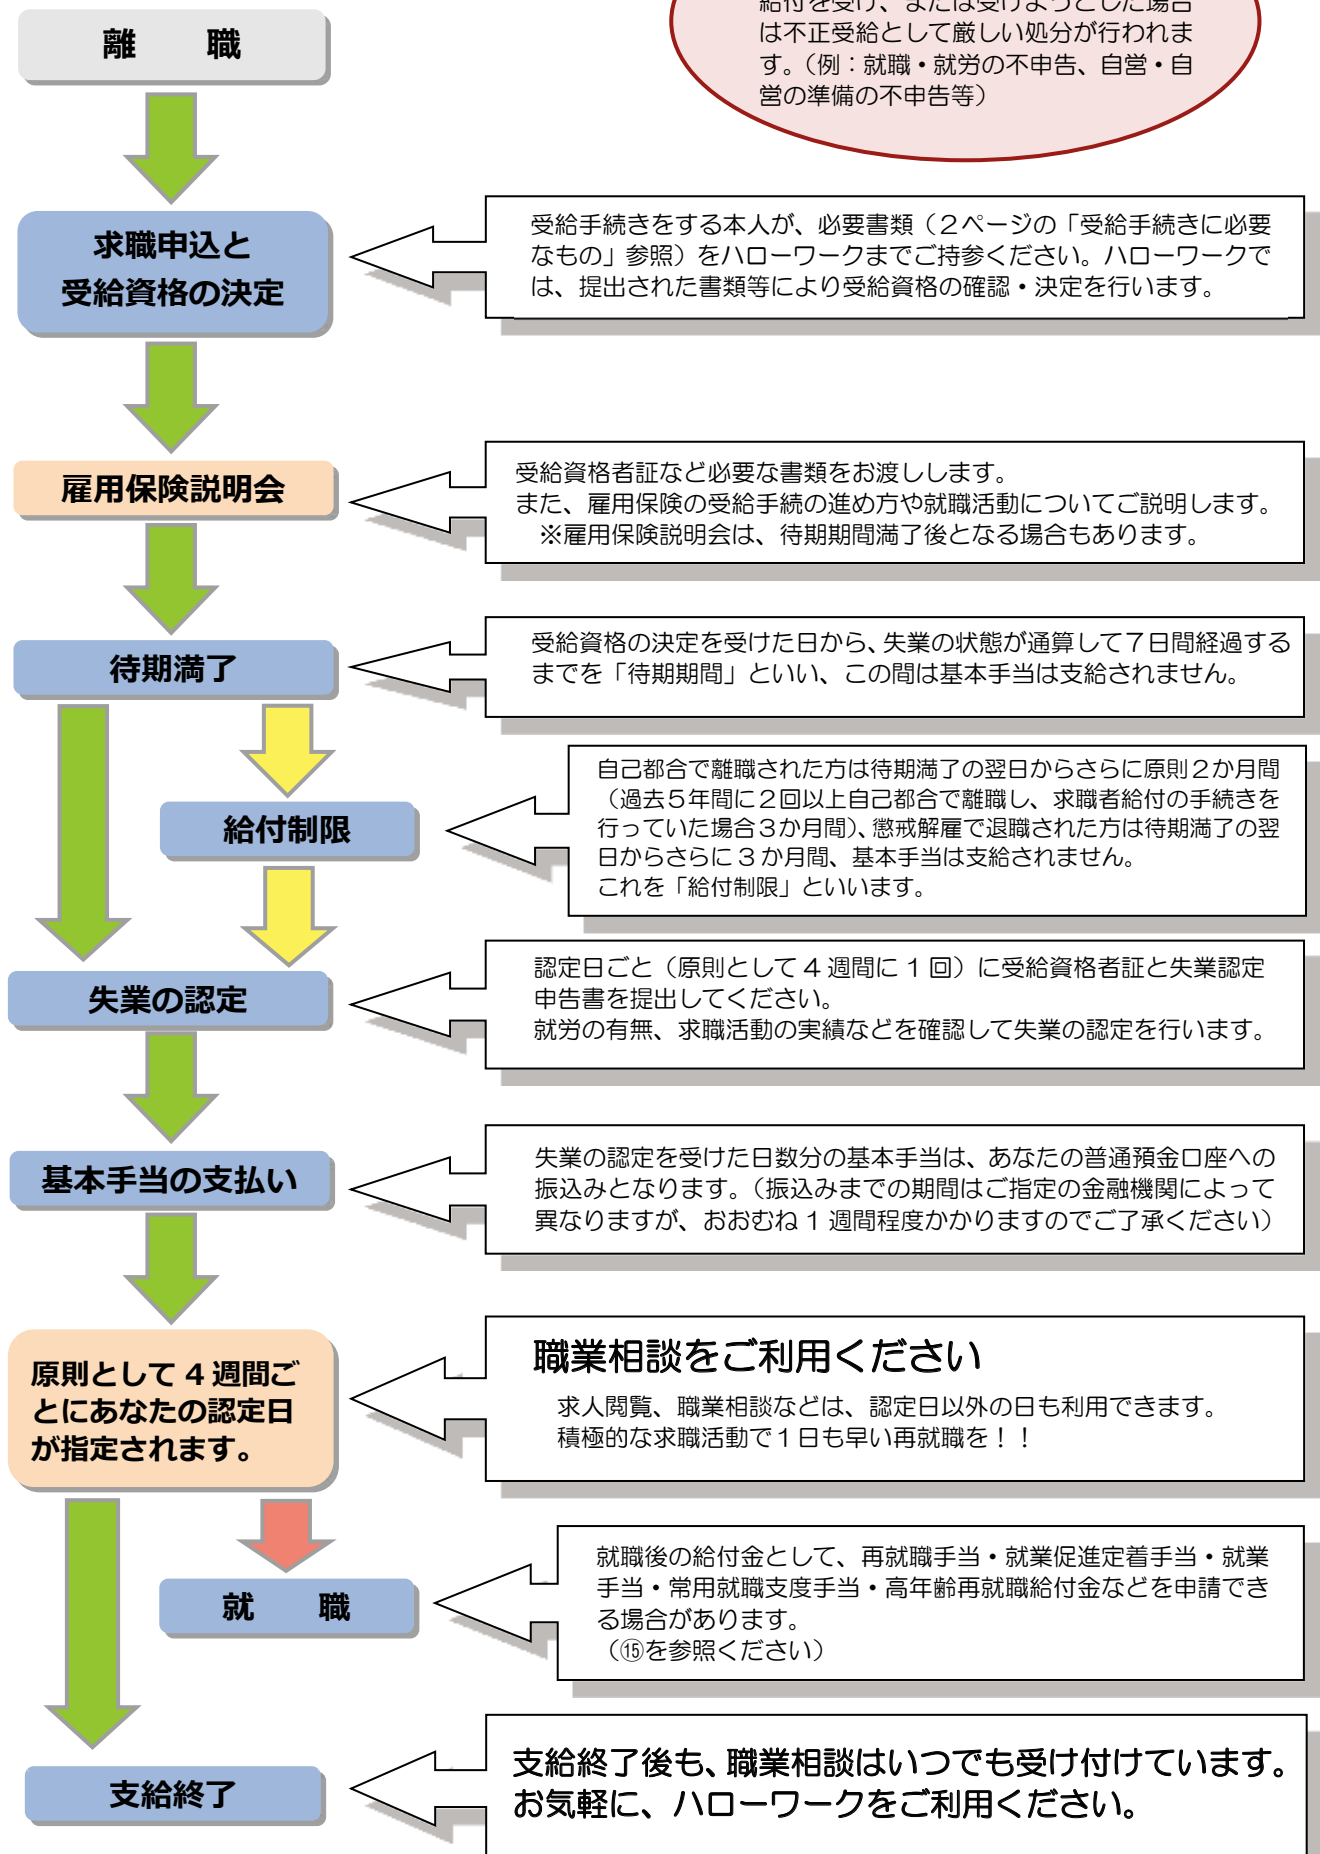 給付を受け、または受けようとした場合
は不正受給として厳しい処分が行われま
す。（例：就職・就労の不申告、自営・自
営の準備の不申告等）
離　職
求職申込と
受給資格の決定
受給手続きをする本人が、必要書類（２ページの「受給手続きに必要
なもの」参照）をハローワークまでご持参ください。ハローワークで
は、提出された書類等により受給資格の確認・決定を行います。
雇用保険説明会
受給資格者証など必要な書類をお渡しします。
また、雇用保険の受給手続の進め方や就職活動についてご説明します。
※雇用保険説明会は、待期期間満了後となる場合もあります。
待期満了
受給資格の決定を受けた日から、失業の状態が通算して７日間経過する
までを「待期期間」といい、この間は基本手当は支給されません。
給付制限
自己都合で離職された方は待期満了の翌日からさらに原則２か月間
（過去５年間に２回以上自己都合で離職し、求職者給付の手続きを
行っていた場合３か月間）、懲戒解雇で退職された方は待期満了の翌
日からさらに 3 か月間、基本手当は支給されません。
これを「給付制限」といいます。
失業の認定
認定日ごと（原則として 4 週間に 1 回）に受給資格者証と失業認定
申告書を提出してください。
就労の有無、求職活動の実績などを確認して失業の認定を行います。
基本手当の支払い
失業の認定を受けた日数分の基本手当は、あなたの普通預金口座への
振込みとなります。（振込みまでの期間はご指定の金融機関によって
異なりますが、おおむね 1 週間程度かかりますのでご了承ください）
原則として 4 週間ご
とにあなたの認定日
が指定されます。
職業相談をご利用ください
求人閲覧、職業相談などは、認定日以外の日も利用できます。
積極的な求職活動で１日も早い再就職を！！
就　職
就職後の給付金として、再就職手当・就業促進定着手当・就業
手当・常用就職支度手当・高年齢再就職給付金などを申請でき
る場合があります。
（⑮を参照ください）
支給終了
支給終了後も、職業相談はいつでも受け付けています。
お気軽に、ハローワークをご利用ください。